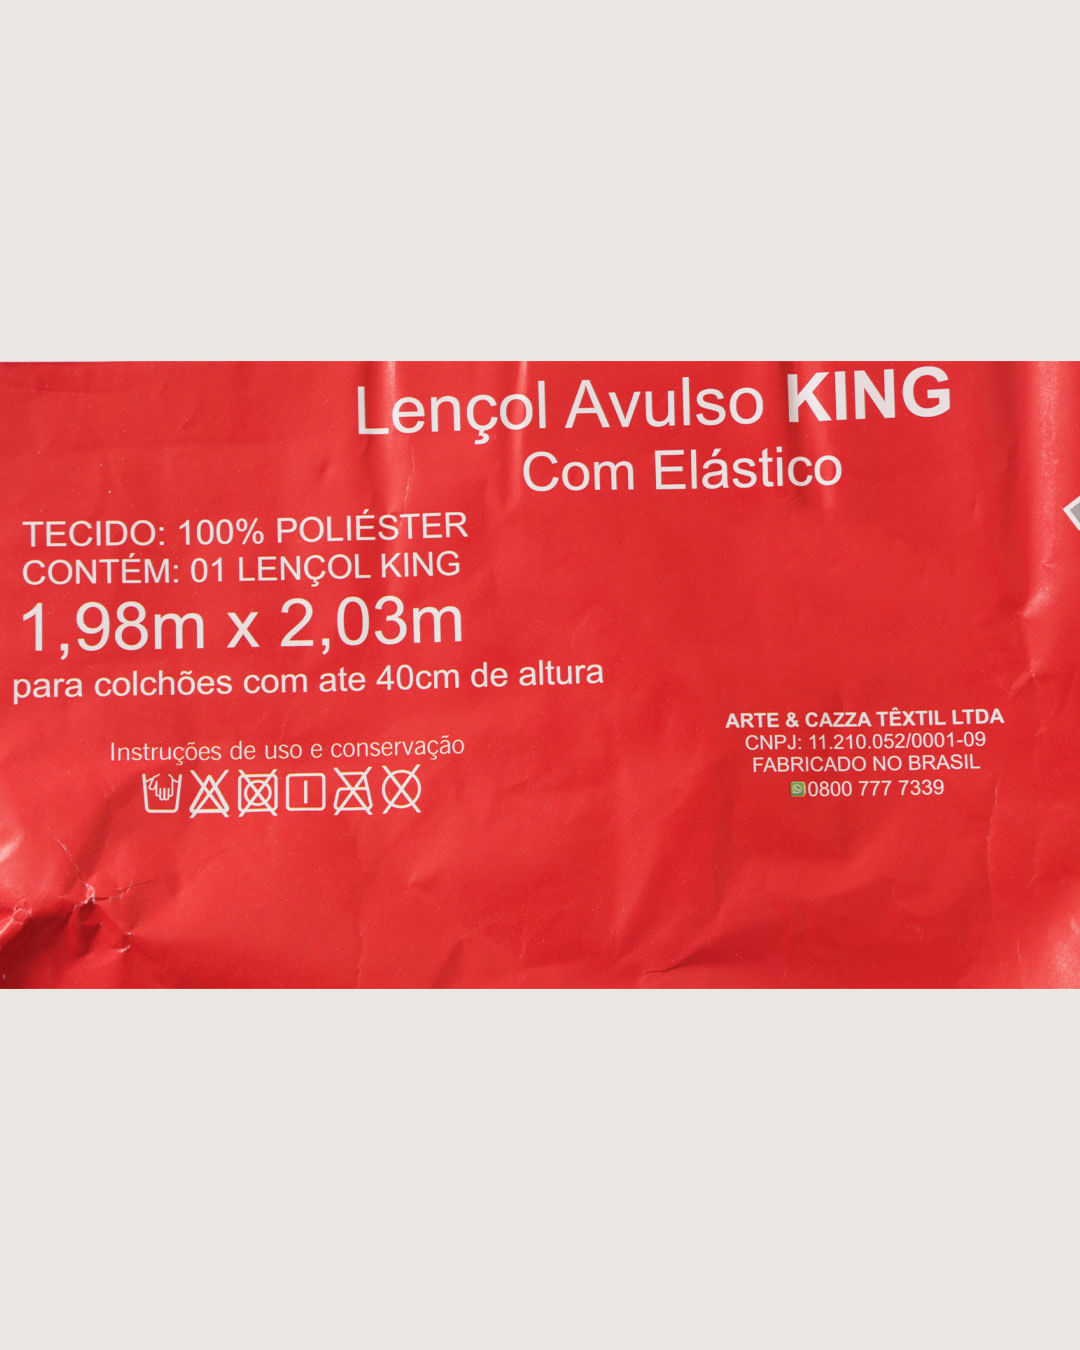 Lençol Avulso KING
Com Elástico
TECIDO: 100% POLIÉSTER
CONTÉM: 01 LENÇOL KING
1,98m x 2,03m
para colchões com ate 40cm de altura
Instruções de uso e conservação
ARTE & CAZZA TÊXTIL LTDA
CNPJ: 11.210.052/0001-09
FABRICADO NO BRASIL
0800 777 7339